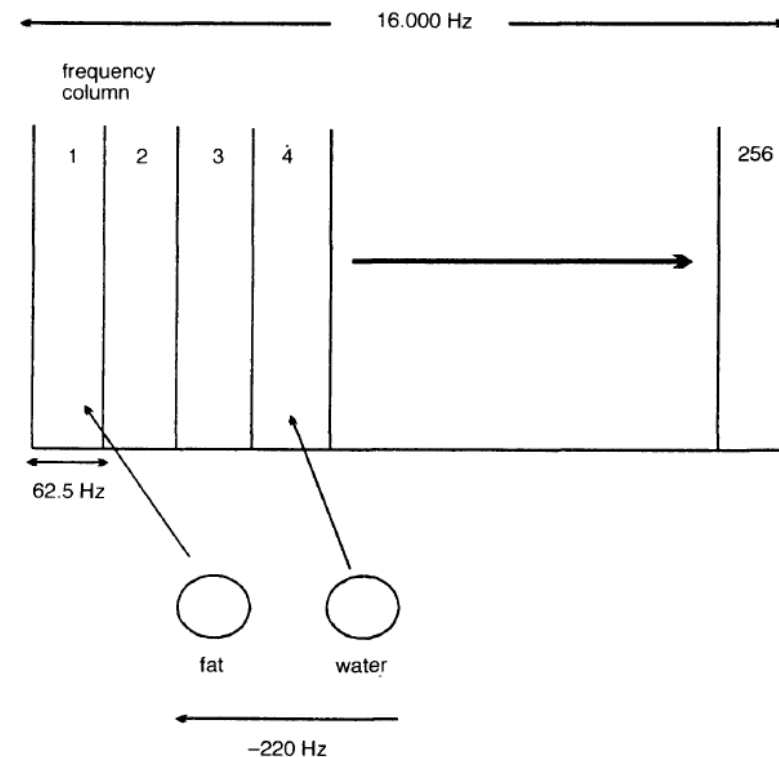 16.000 Hz
frequency
column
1 2 3 4 256
62.5 Hz
fat water
−220 Hz